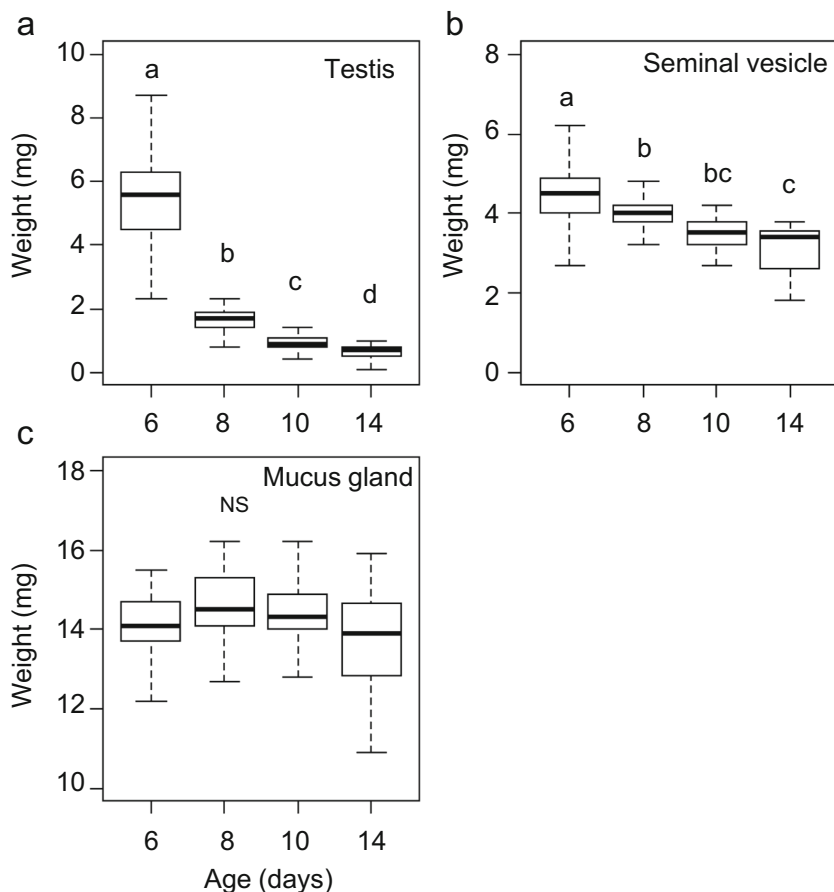 a
Testis
Weight (mg)
10
8
6
4
2
0
a
b
c
d
6 8 10 14
b
Seminal vesicle
Weight (mg)
8
6
4
2
0
a
b
bc
c
6 8 10 14
c
Mucus gland
Weight (mg)
18
16
14
12
10
NS
6 8 10 14
Age (days)